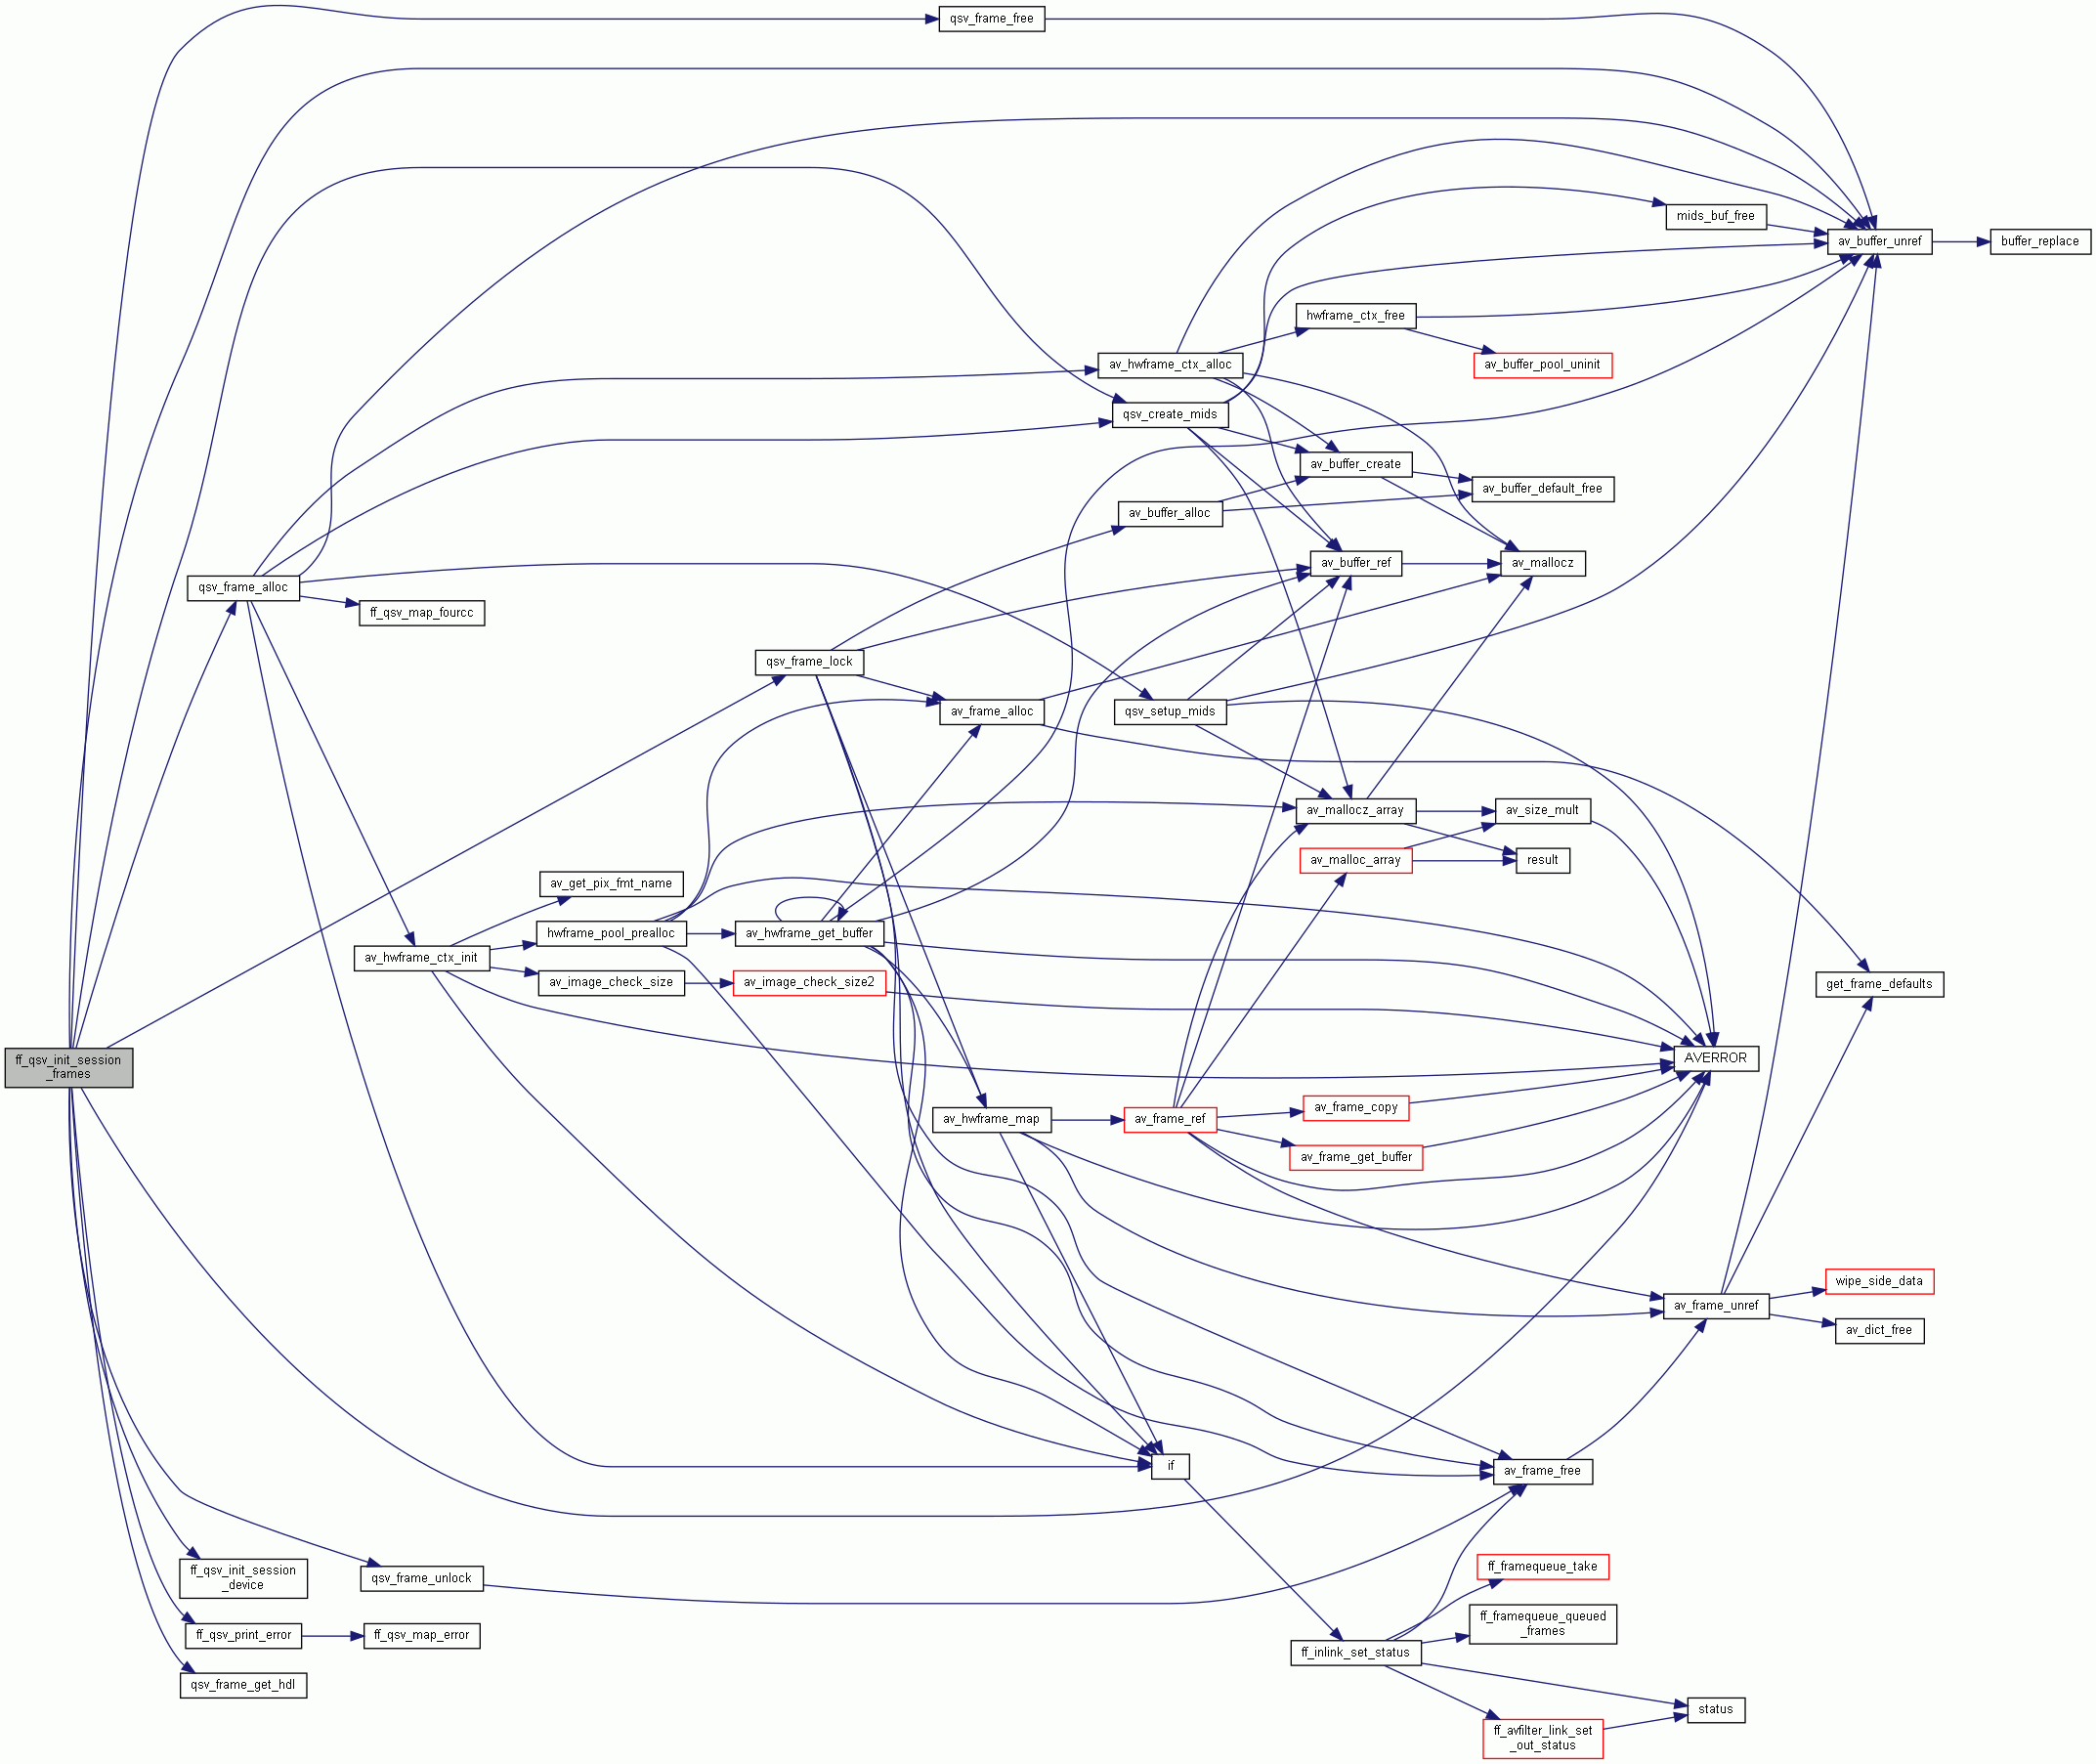 qsv_frame_free
mids_buf_free
av_buffer_unref
buffer_replace
hwframe_ctx_free
av_hwframe_ctx_alloc
av_buffer_pool_uninit
qsv_create_mids
av_buffer_create
av_buffer_default_free
av_buffer_alloc
av_buffer_ref
av_mallocz
qsv_frame_alloc
ff_qsv_map_fourcc
qsv_frame_lock
av_frame_alloc
qsv_setup_mids
av_mallocz_array
av_size_mult
av_malloc_array
result
av_get_pix_fmt_name
hwframe_pool_prealloc
av_hwframe_get_buffer
av_hwframe_ctx_init
av_image_check_size
av_image_check_size2
get_frame_defaults
ff_qsv_init_session
_frames
AVERROR
av_hwframe_map
av_frame_ref
av_frame_copy
av_frame_get_buffer
wipe_side_data
av_frame_unref
av_dict_free
if
av_frame_free
ff_qsv_init_session
_device
qsv_frame_unlock
ff_framequeue_take
ff_qsv_print_error
ff_qsv_map_error
ff_framequeue_queued
_frames
ff_inlink_set_status
qsv_frame_get_hdl
status
ff_avfilter_link_set
_out_status